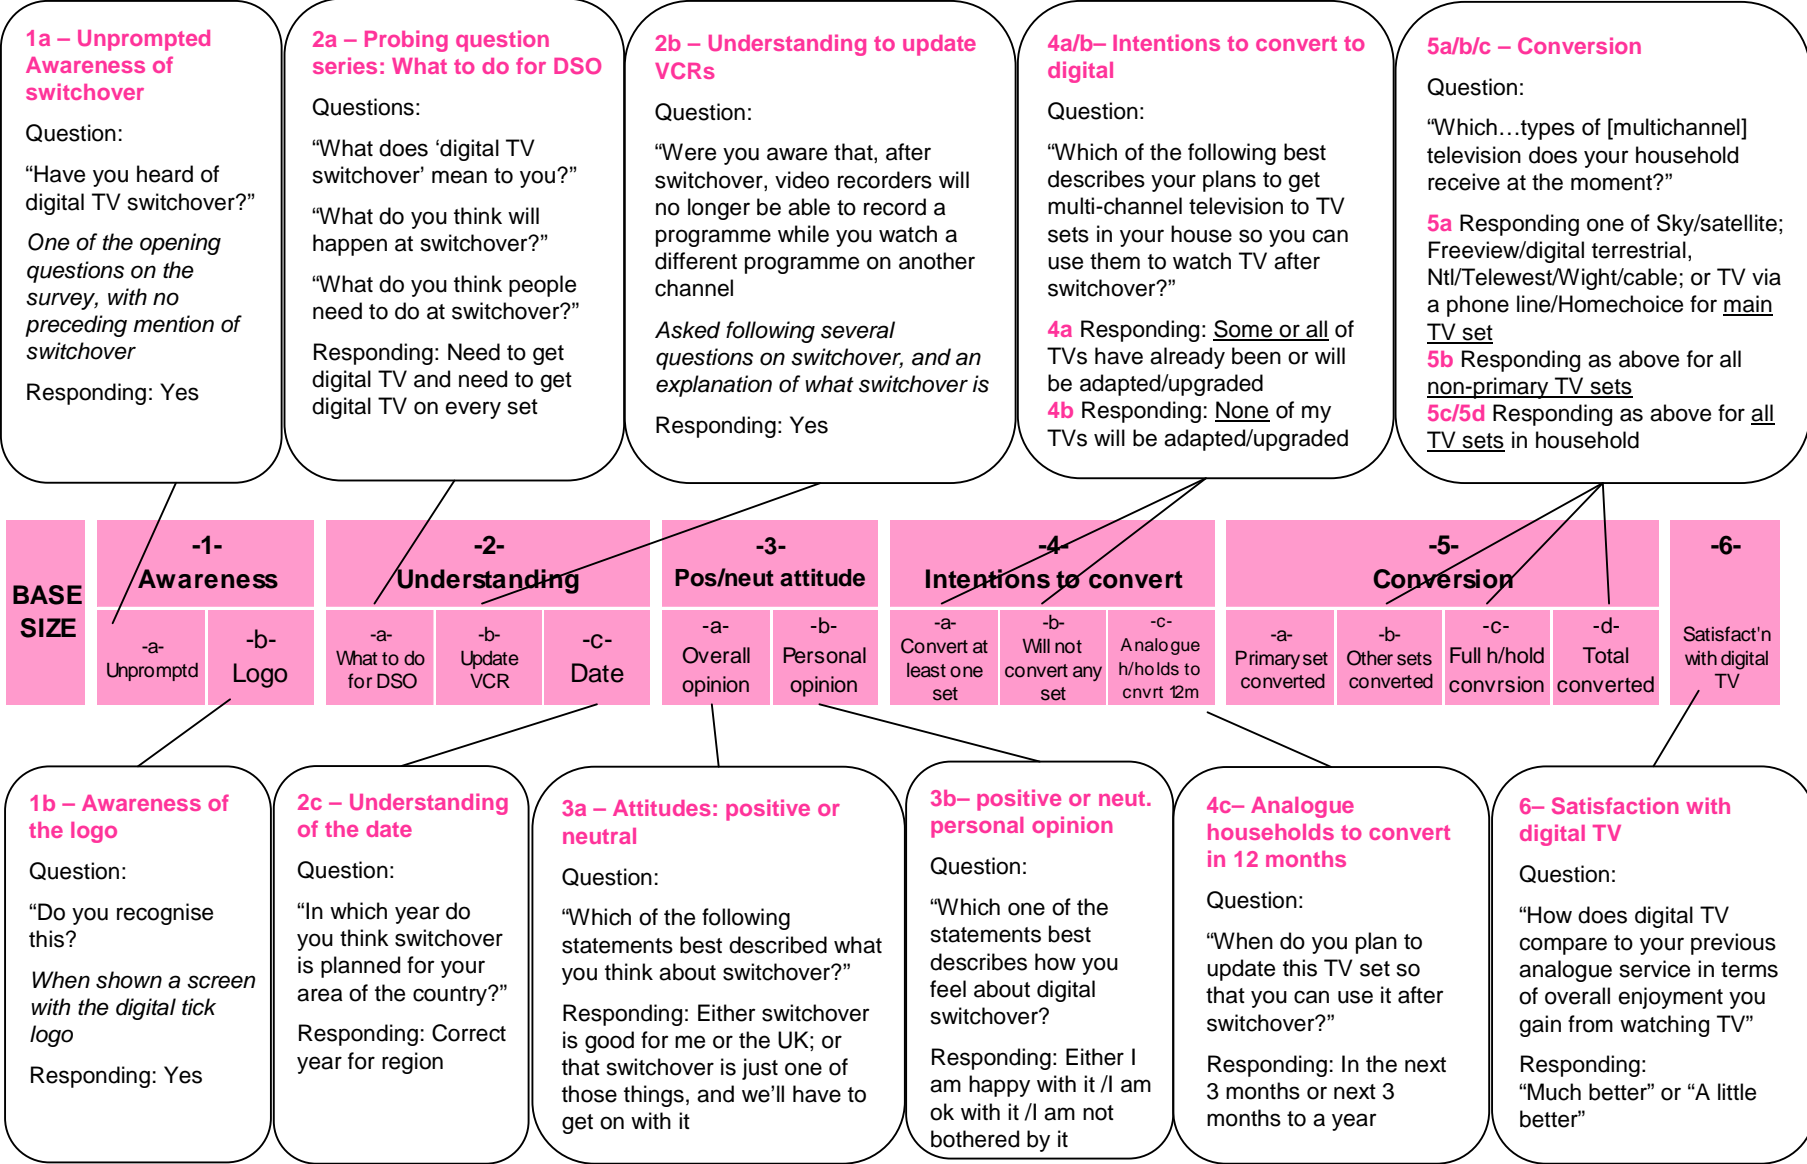 1a – Unprompted
Awareness of
switchover
Question:
“Have you heard of
digital TV switchover?”
One of the opening
questions on the
survey, with no
preceding mention of
switchover
Responding: Yes
2a – Probing question
series: What to do for DSO
Questions:
“What does ‘digital TV
switchover’ mean to you?”
“What do you think will
happen at switchover?”
“What do you think people
need to do at switchover?”
Responding: Need to get
digital TV and need to get
digital TV on every set
2b – Understanding to update
VCRs
Question:
“Were you aware that, after
switchover, video recorders will
no longer be able to record a
programme while you watch a
different programme on another
channel
Asked following several
questions on switchover, and an
explanation of what switchover is
Responding: Yes
4a/b– Intentions to convert to
digital
Question:
“Which of the following best
describes your plans to get
multi-channel television to TV
sets in your house so you can
use them to watch TV after
switchover?”
4a Responding: Some or all of
TVs have already been or will
be adapted/upgraded
4b Responding: None of my
TVs will be adapted/upgraded
5a/b/c – Conversion
Question:
“Which…types of [multichannel]
television does your household
receive at the moment?”
5a Responding one of Sky/satellite;
Freeview/digital terrestrial,
Ntl/Telewest/Wight/cable; or TV via
a phone line/Homechoice for main
TV set
5b Responding as above for all
non-primary TV sets
5c/5d Responding as above for all
TV sets in household
BASE
SIZE
-1-
Awareness
-a-
Unpromptd
-b-
Logo
-2-
Understanding
-a-
What to do
for DSO
-b-
Update
VCR
-c-
Date
-3-
Pos/neut attitude
-a-
Overall
opinion
-b-
Personal
opinion
-4-
Intentions to convert
-a-
Convert at
least one
set
-b-
Will not
convert any
set
-c-
Analogue
h/holds to
cnvrt 12m
-5-
Conversion
-a-
Primary set
converted
-b-
Other sets
converted
-c-
Full h/hold
convrsion
-d-
Total
converted
-6-
Satisfact'n
with digital
TV
1b – Awareness of
the logo
Question:
“Do you recognise
this?
When shown a screen
with the digital tick
logo
Responding: Yes
2c – Understanding
of the date
Question:
“In which year do
you think switchover
is planned for your
area of the country?”
Responding: Correct
year for region
3a – Attitudes: positive or
neutral
Question:
“Which of the following
statements best described what
you think about switchover?”
Responding: Either switchover
is good for me or the UK; or
that switchover is just one of
those things, and we’ll have to
get on with it
3b– positive or neut.
personal opinion
Question:
“Which one of the
statements best
describes how you
feel about digital
switchover?
Responding: Either I
am happy with it /I am
ok with it /I am not
bothered by it
4c– Analogue
households to convert
in 12 months
Question:
“When do you plan to
update this TV set so
that you can use it after
switchover?”
Responding: In the next
3 months or next 3
months to a year
6– Satisfaction with
digital TV
Question:
“How does digital TV
compare to your previous
analogue service in terms
of overall enjoyment you
gain from watching TV”
Responding:
“Much better” or “A little
better”